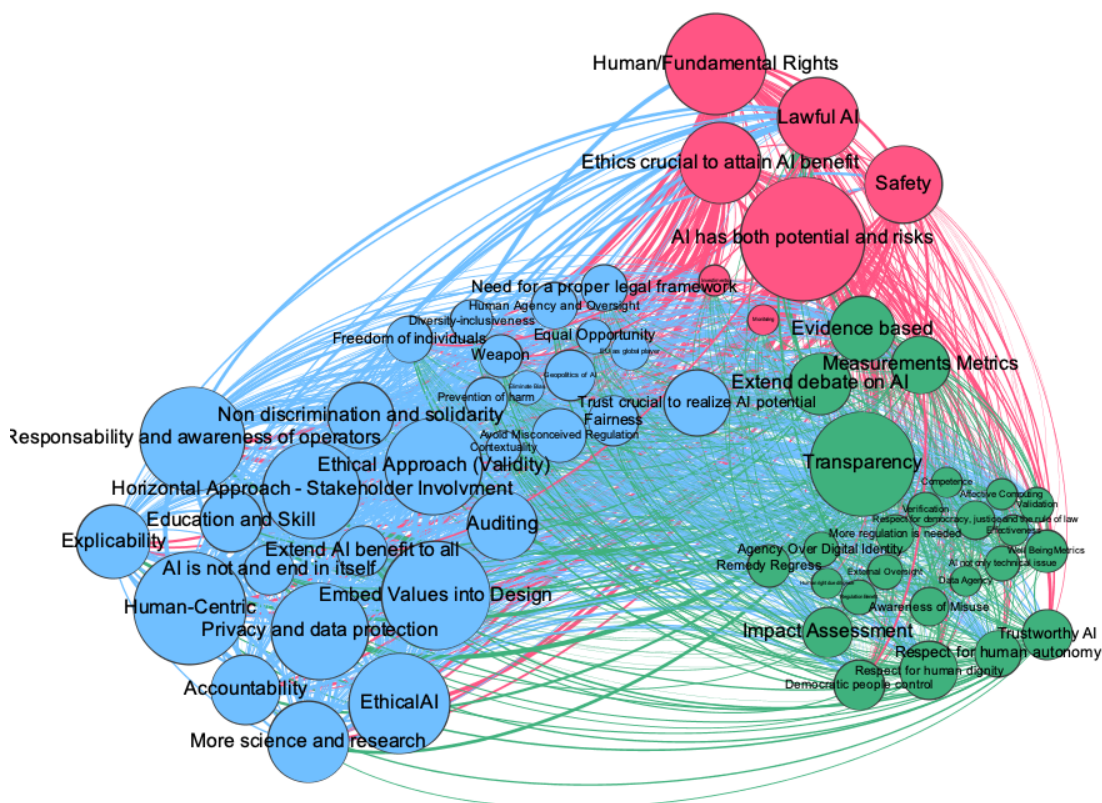 Human/Fundamental Rights
Lawful AI
Ethics crucial to attain AI benefit
Safety
AI has both potential and risks
Need for a proper legal framework
Human Agency and Oversight
Diversity-inclusiveness
Monitoring
Freedom of individuals
Equal Opportunity
Evidence based
Weapon
EU as global player
Measurements Metrics
Geopolitics of AI
Extend debate on AI
Eliminate Bias
Prevention of harm
Trust crucial to realize AI potential
Non discrimination and solidarity
Fairness
Responsability and awareness of operators
Avoid Misconceived Regulation
Contextuality
Ethical Approach (Validity)
Transparency
Horizontal Approach - Stakeholder Involvment
Competence
Affective Computing
Validation
Verification
Education and Skill
Auditing
Respect for democracy, justice and the rule of law
Effectiveness
More regulation is needed
Explicability
Extend AI benefit to all
Agency Over Digital Identity
Well Being Metrics
AI is not and end in itself
Remedy Regress
AI not only technical issue
External Oversight
Data Agency
Embed Values into Design
Human-Centric
Awareness of Misuse
Privacy and data protection
Impact Assessment
Trustworthy AI
Respect for human autonomy
Respect for human dignity
Accountability
Democratic people control
EthicalAI
More science and research